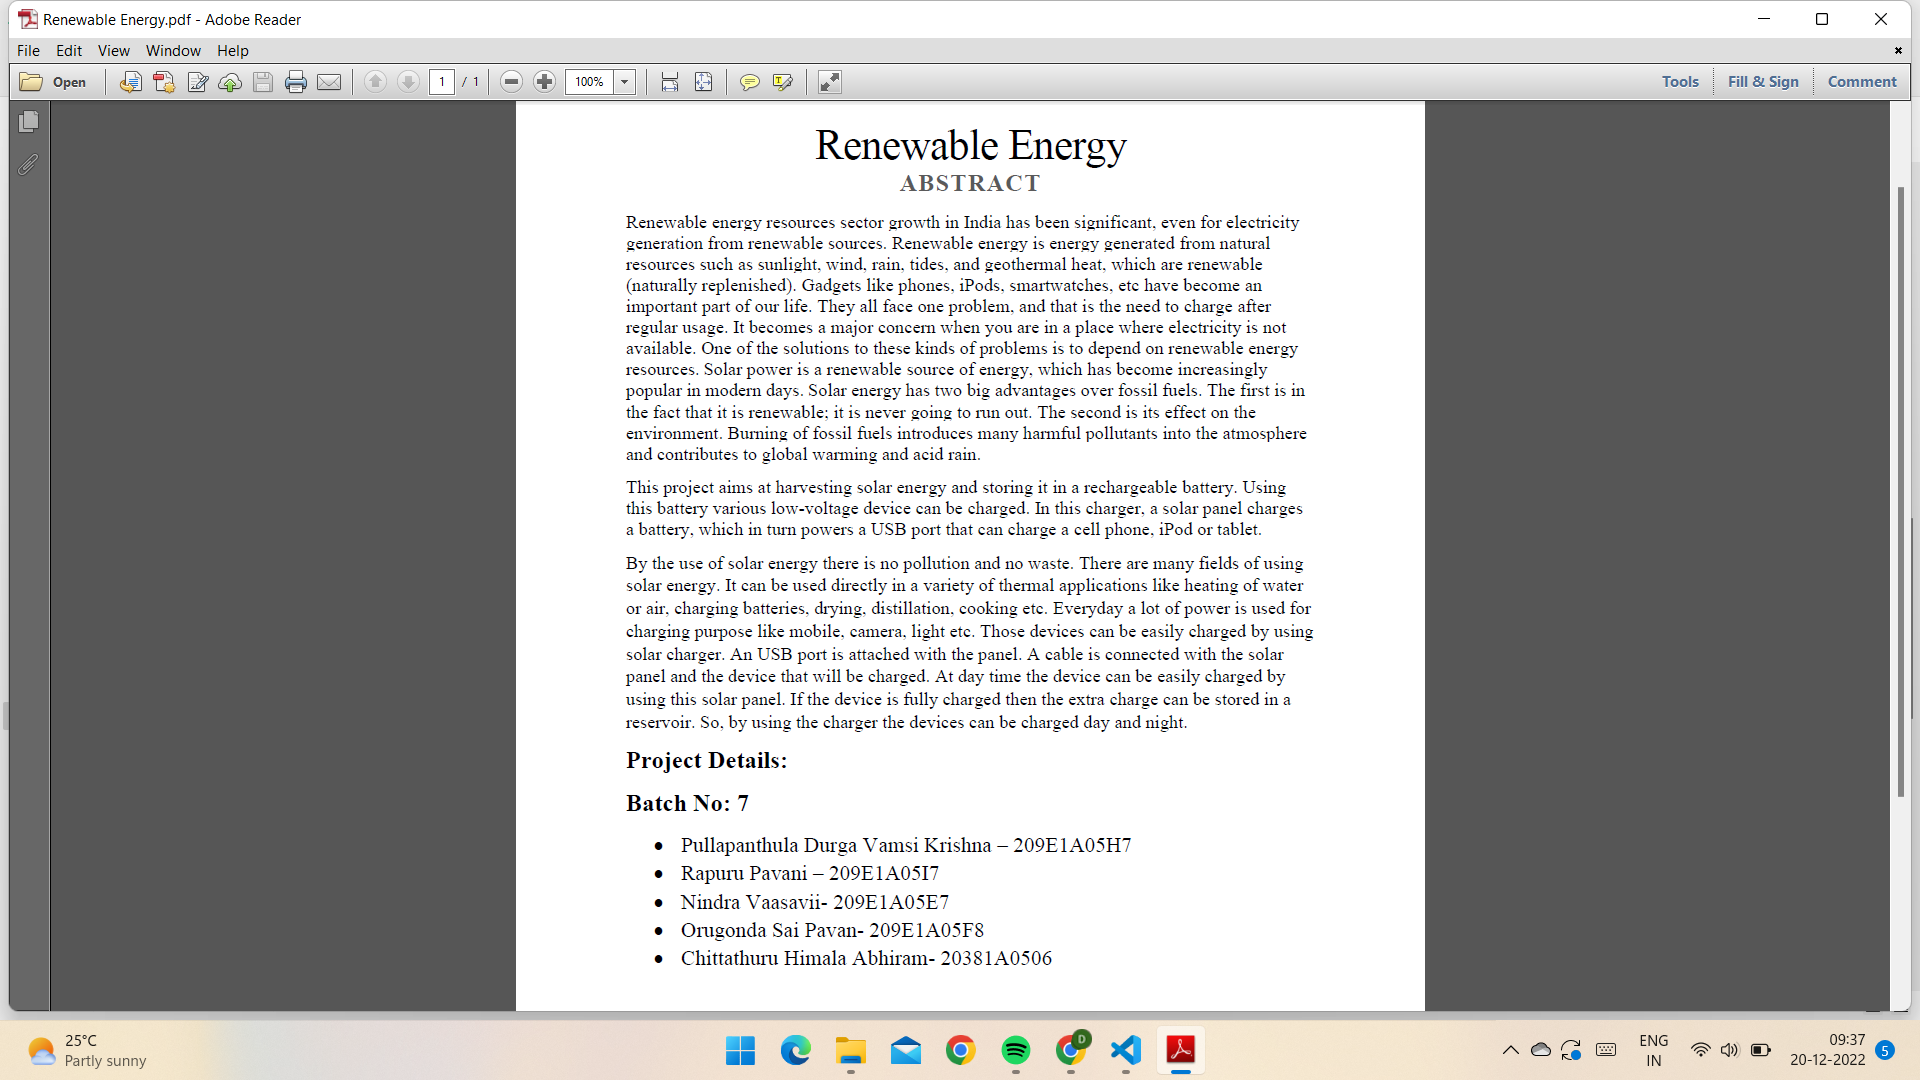 Renewable Energy.pdf - Adobe Reader
File Edit View Window Help
Open 1 / 1 100% Tools Fill & Sign Comment
Renewable Energy
ABSTRACT
Renewable energy resources sector growth in India has been significant, even for electricity
generation from renewable sources. Renewable energy is energy generated from natural
resources such as sunlight, wind, rain, tides, and geothermal heat, which are renewable
(naturally replenished). Gadgets like phones, iPods, smartwatches, etc have become an
important part of our life. They all face one problem, and that is the need to charge after
regular usage. It becomes a major concern when you are in a place where electricity is not
available. One of the solutions to these kinds of problems is to depend on renewable energy
resources. Solar power is a renewable source of energy, which has become increasingly
popular in modern days. Solar energy has two big advantages over fossil fuels. The first is in
the fact that it is renewable; it is never going to run out. The second is its effect on the
environment. Burning of fossil fuels introduces many harmful pollutants into the atmosphere
and contributes to global warming and acid rain.
This project aims at harvesting solar energy and storing it in a rechargeable battery. Using
this battery various low-voltage device can be charged. In this charger, a solar panel charges
a battery, which in turn powers a USB port that can charge a cell phone, iPod or tablet.
By the use of solar energy there is no pollution and no waste. There are many fields of using
solar energy. It can be used directly in a variety of thermal applications like heating of water
or air, charging batteries, drying, distillation, cooking etc. Everyday a lot of power is used for
charging purpose like mobile, camera, light etc. Those devices can be easily charged by using
solar charger. An USB port is attached with the panel. A cable is connected with the solar
panel and the device that will be charged. At day time the device can be easily charged by
using this solar panel. If the device is fully charged then the extra charge can be stored in a
reservoir. So, by using the charger the devices can be charged day and night.
Project Details:
Batch No: 7
• Pullapanthula Durga Vamsi Krishna – 209E1A05H7
• Rapuru Pavani – 209E1A05I7
• Nindra Vaasavii- 209E1A05E7
• Orugonda Sai Pavan- 209E1A05F8
• Chittathuru Himala Abhiram- 20381A0506
25°C
Partly sunny
D
ENG
IN
09:37
20-12-2022
5